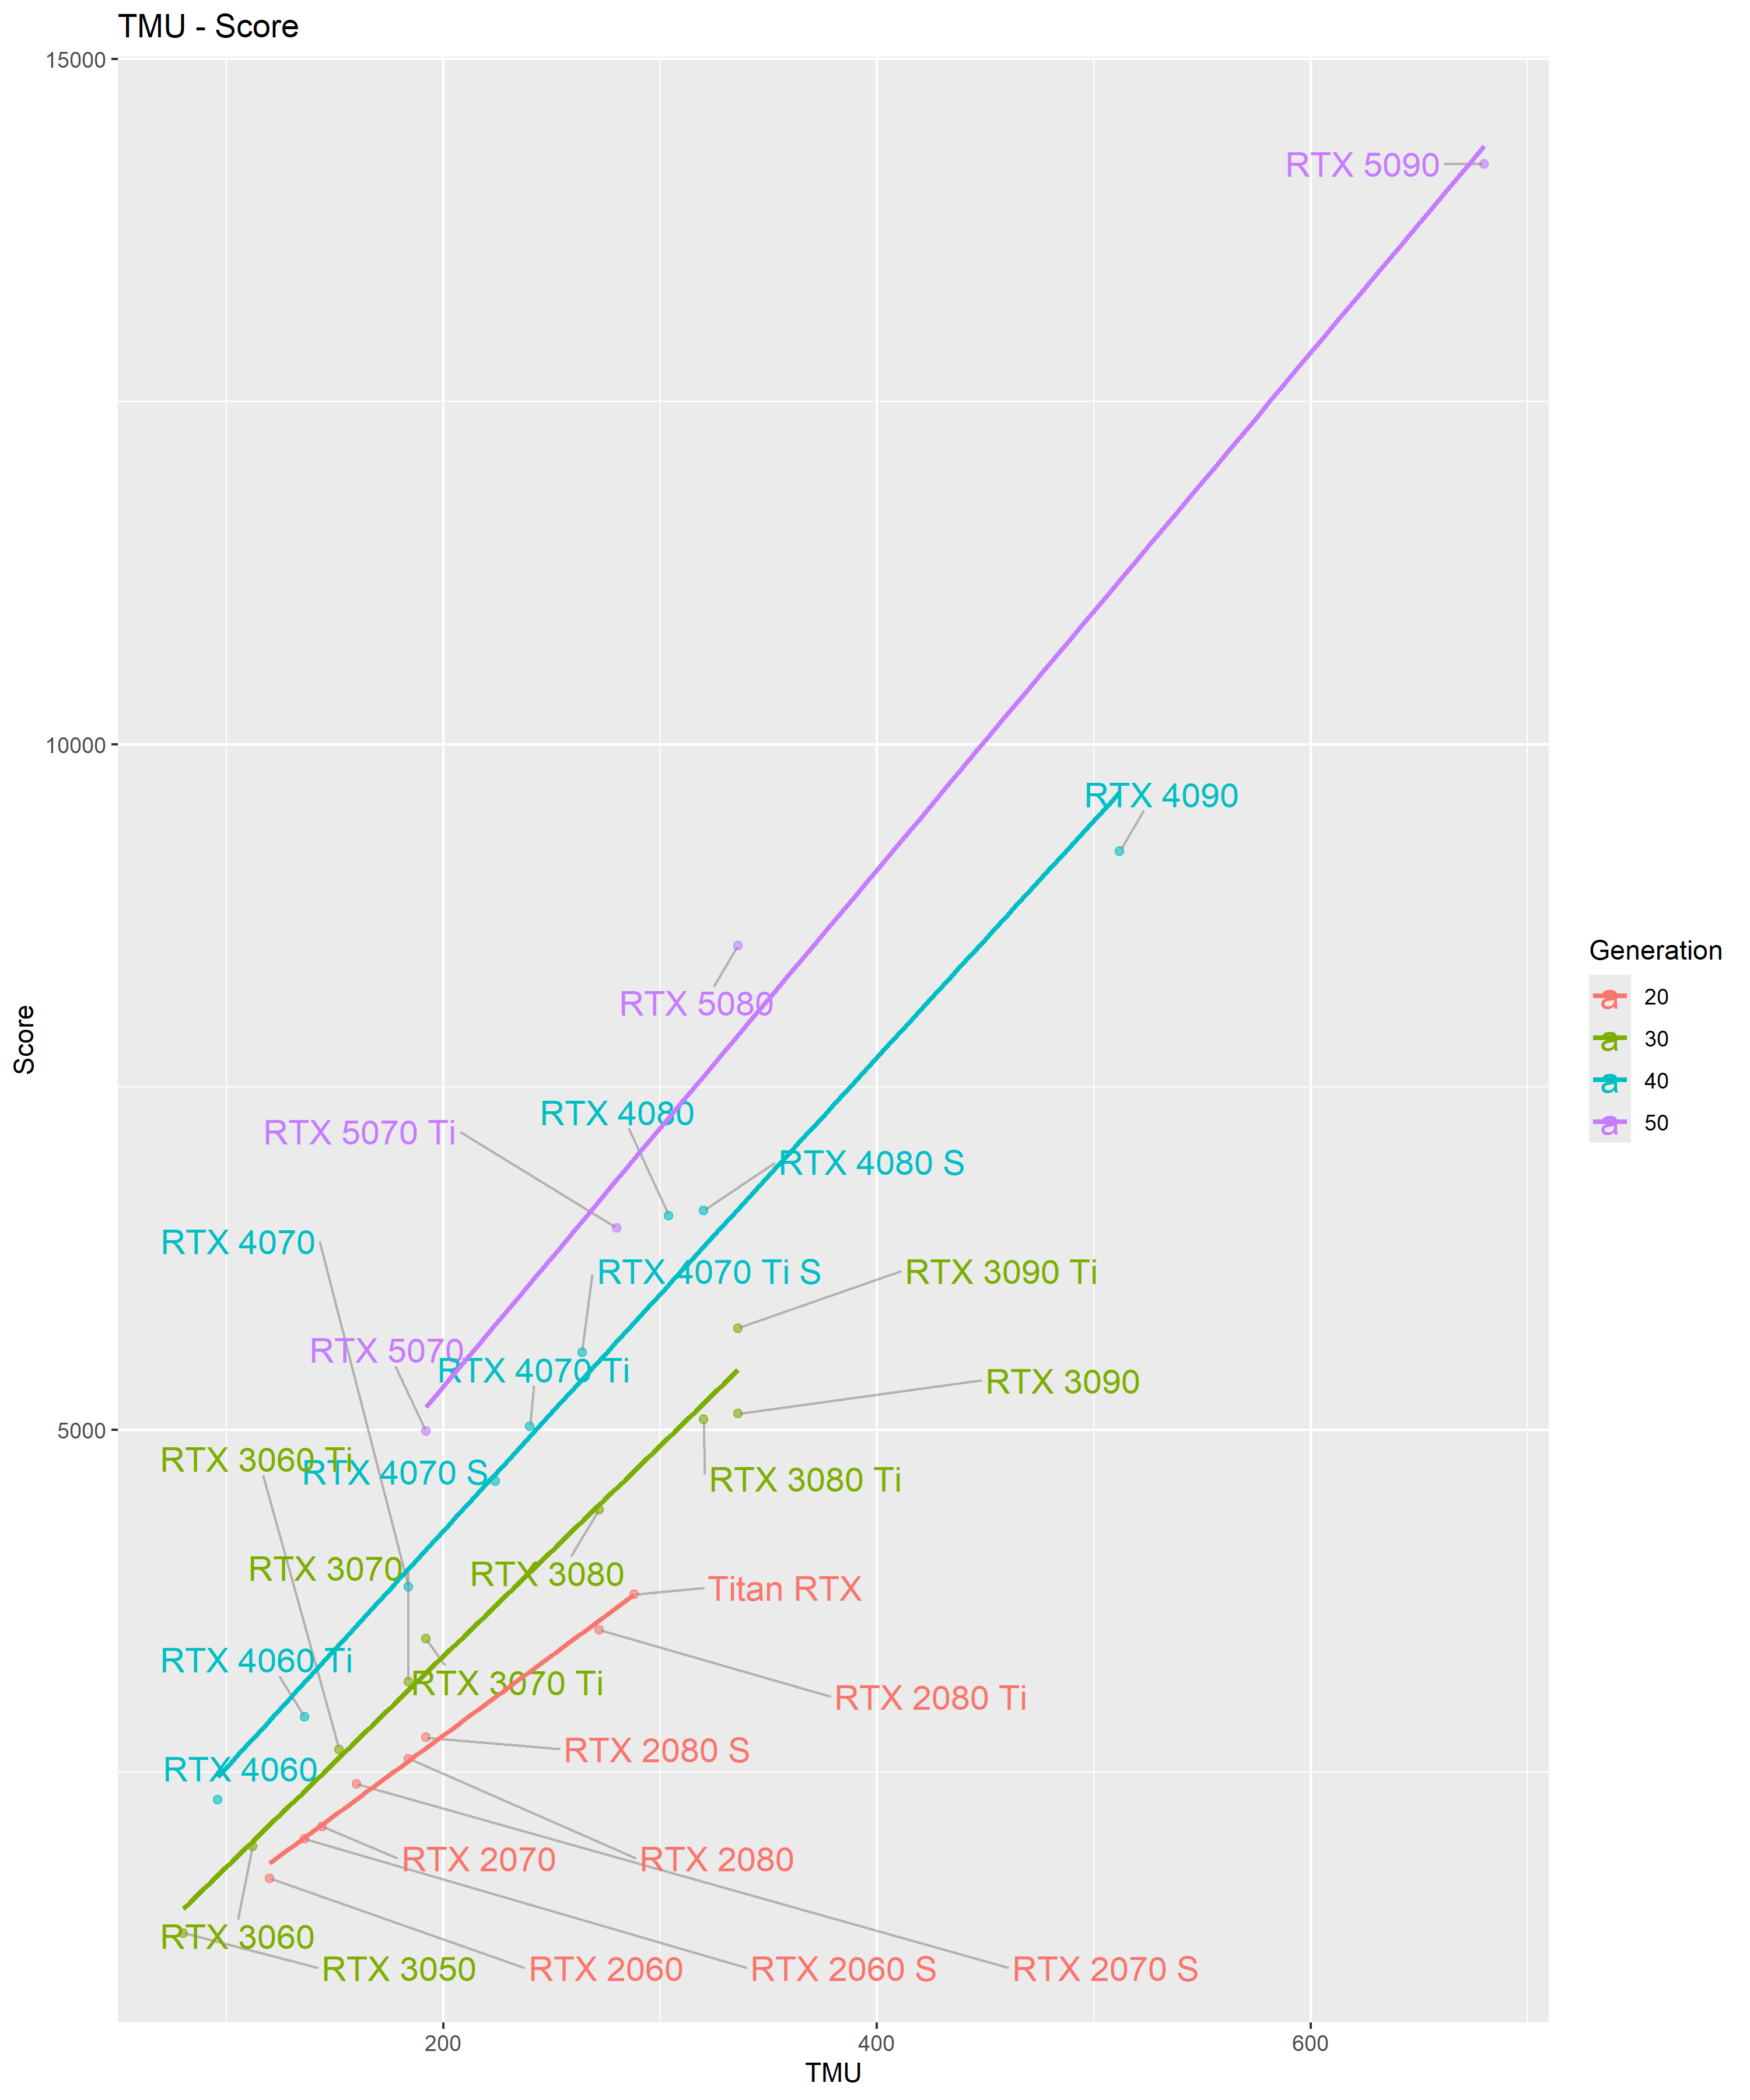 TMU - Score
15000
RTX 5090
10000
RTX 4090
Generation
20
30
40
50
a
a
a
a
Score
RTX 5080
RTX 4080
RTX 5070 Ti
RTX 4080 S
RTX 4070
RTX 4070 Ti S
RTX 3090 Ti
RTX 5070
RTX 4070 Ti
RTX 3090
5000
RTX 3060 Ti
RTX 4070 S
RTX 3080 Ti
RTX 3070
RTX 3080
Titan RTX
RTX 4060 Ti
RTX 3070 Ti
RTX 2080 Ti
RTX 2080 S
RTX 4060
RTX 2070
RTX 2080
RTX 3060
RTX 3050
RTX 2060
RTX 2060 S
RTX 2070 S
200
400
600
TMU